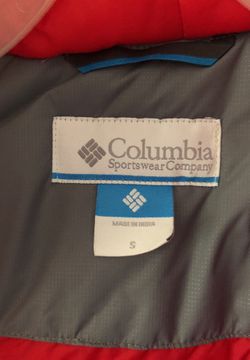 Columbia
Sportswear Company
MADE IN INDIA
S